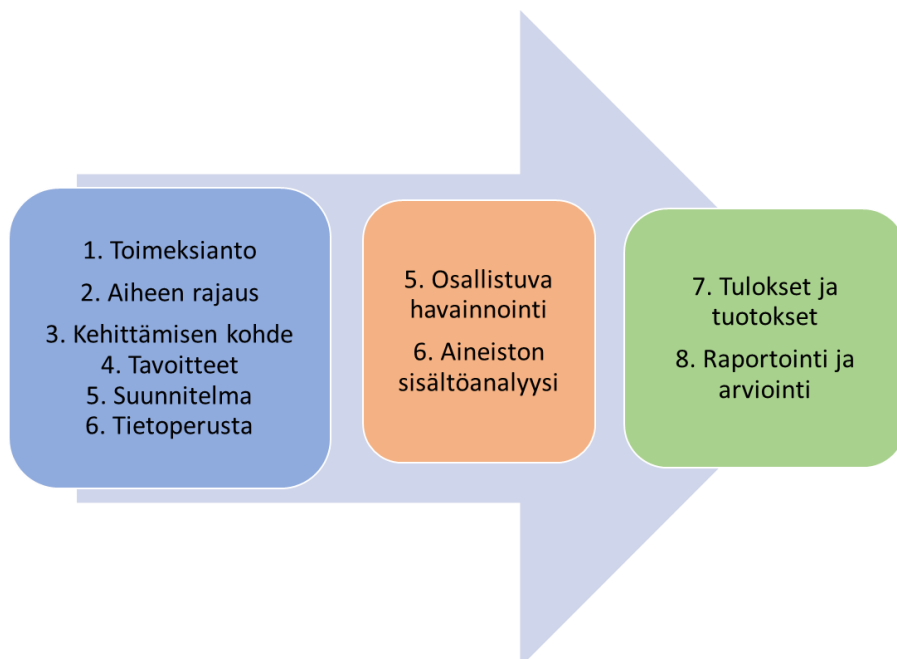 1. Toimeksianto
2. Aiheen rajaus
3. Kehittämisen kohde
4. Tavoitteet
5. Suunnitelma
6. Tietoperusta
5. Osallistuva
havainnointi
6. Aineiston
sisältöanalyysi
7. Tulokset ja
tuotokset
8. Raportointi ja
arviointi